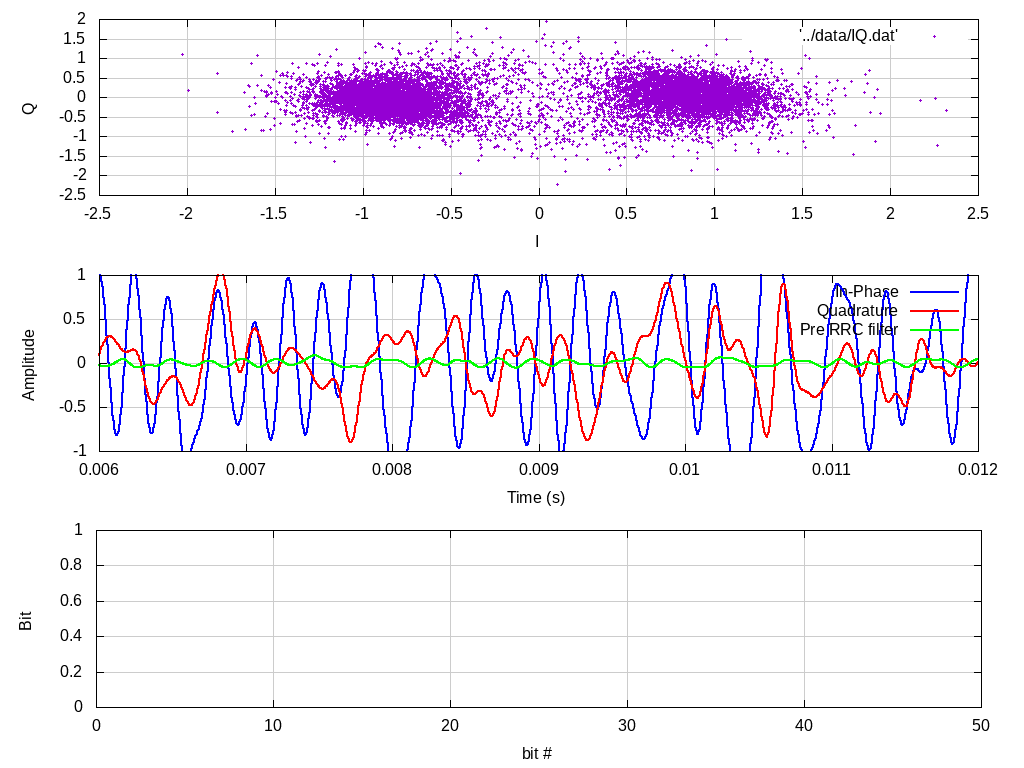 2
1.5
1
0.5
0
-0.5
-1
-1.5
-2
-2.5
Q
'../data/IQ.dat'
-2.5 -2 -1.5 -1 -0.5 0 0.5 1 1.5 2 2.5
I
1
0.5
0
-0.5
-1
Amplitude
In-Phase
Quadrature
Pre RRC filter
0.006 0.007 0.008 0.009 0.01 0.011 0.012
Time (s)
1
0.8
0.6
0.4
0.2
0
Bit
0 10 20 30 40 50
bit #